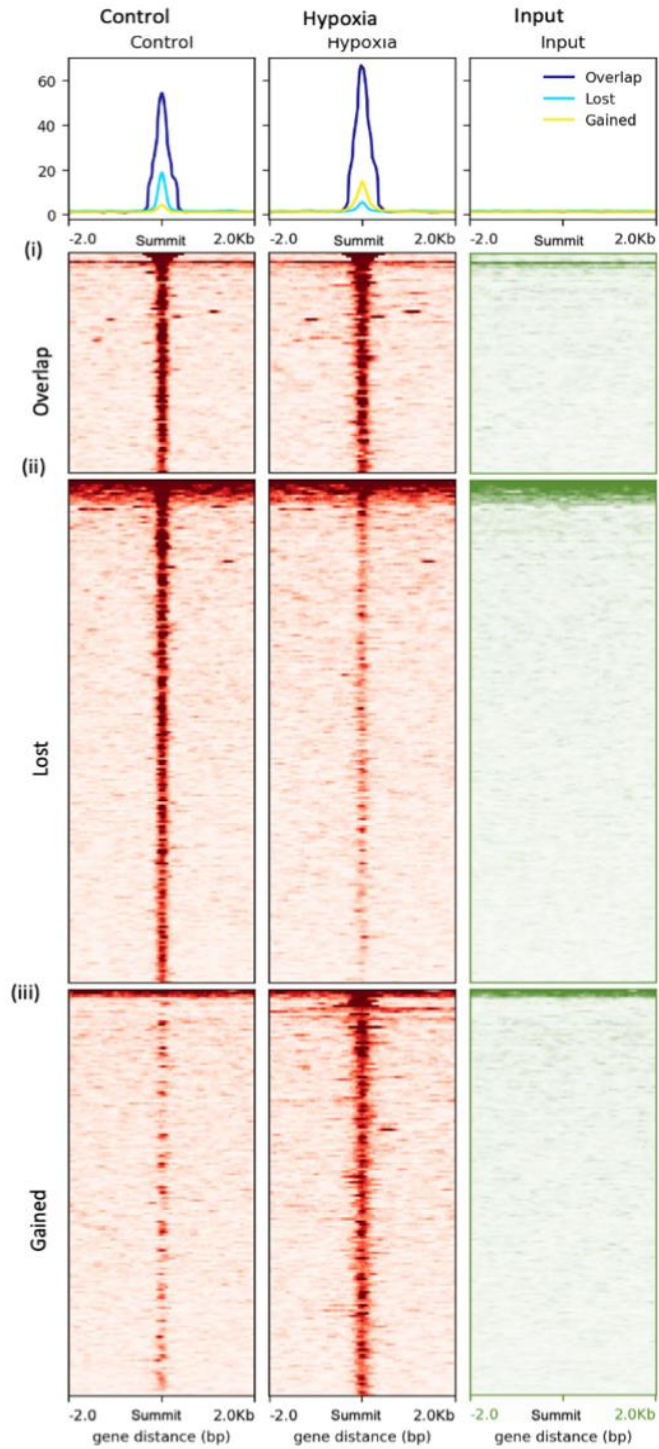 Control Hypoxia Input
Control Hypoxia Input
60
40
20
0
Overlap
Lost
Gained
-2.0 Summit 2.0Kb -2.0 Summit 2.0Kb -2.0 Summit 2.0Kb
(i)
Overlap
(ii)
Lost
(iii)
Gained
-2.0 Summit 2.0Kb -2.0 Summit 2.0Kb -2.0 Summit 2.0Kb
gene distance (bp) gene distance (bp) gene distance (bp)